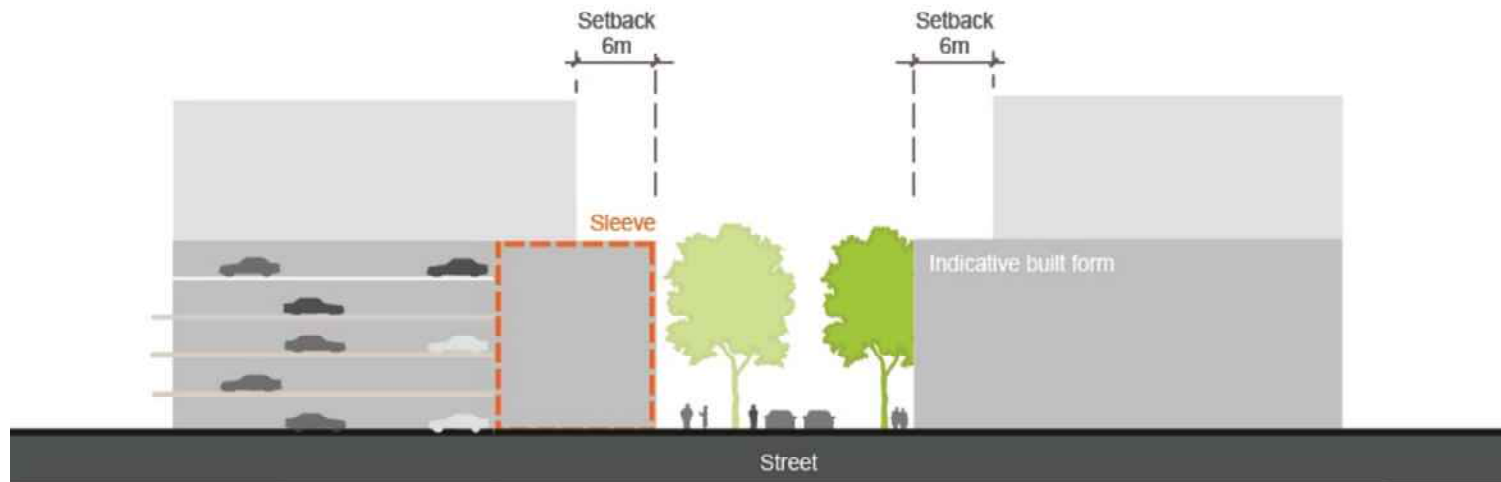 Setback
6m
Setback
6m
Sleeve
Indicative built form
Street